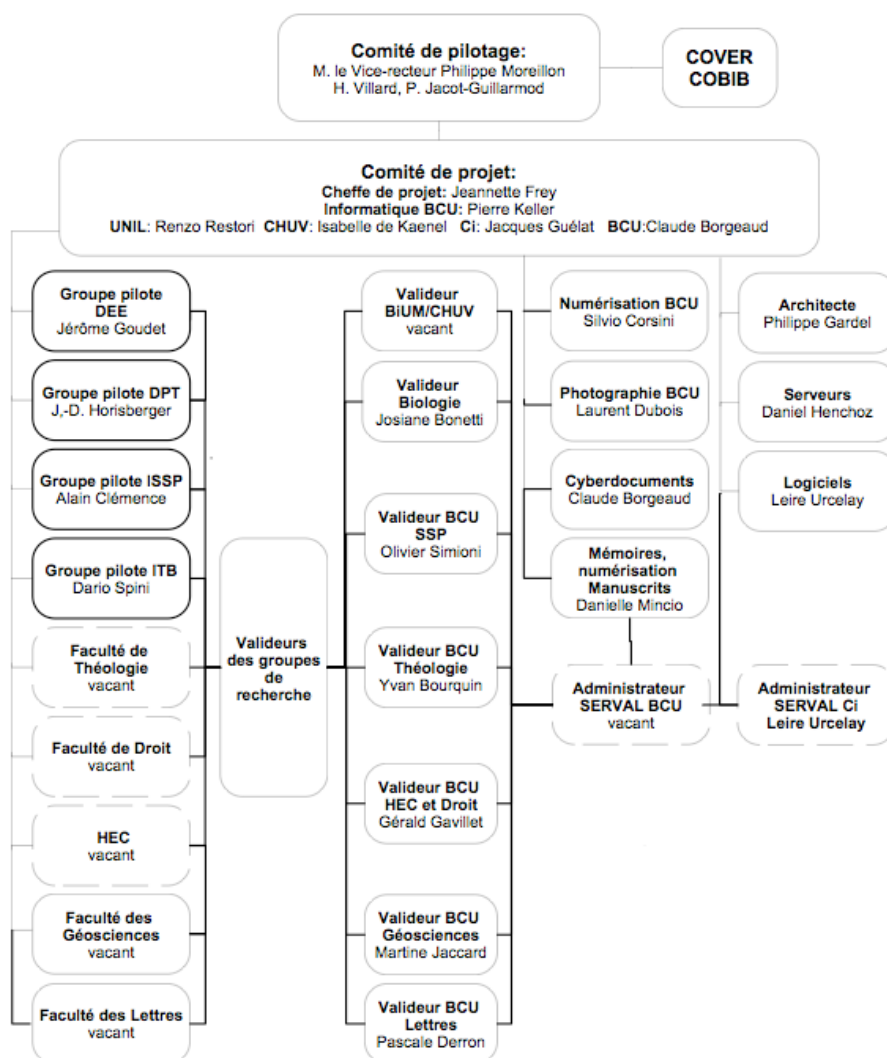 Comité de pilotage:
M. le Vice-recteur Philippe Moreillon
H. Villard, P. Jacot-Guillarmod
COVER
COBIB
Comité de projet:
Cheffe de projet: Jeannette Frey
Informatique BCU: Pierre Keller
UNIL: Renzo Restori CHUV: Isabelle de Kaenel Ci: Jacques Guélat BCU:Claude Borgeaud
Groupe pilote
DEE
Jérôme Goudet
Groupe pilote DPT
J,-D. Horisberger
Groupe pilote ISSP
Alain Clémence
Groupe pilote ITB
Dario Spini
Faculté de
Théologie
vacant
Faculté de Droit
vacant
HEC
vacant
Faculté des
Géosciences
vacant
Faculté des Lettres
vacant
Valideurs
des groupes
de
recherche
Valideur
BiUM/CHUV
vacant
Valideur
Biologie
Josiane Bonetti
Valideur BCU
SSP
Olivier Simioni
Valideur BCU
Théologie
Yvan Bourquin
Valideur BCU
HEC et Droit
Gérald Gavillet
Valideur BCU
Géosciences
Martine Jaccard
Valideur BCU
Lettres
Pascale Derron
Numérisation BCU
Silvio Corsini
Photographie BCU
Laurent Dubois
Cyberdocuments
Claude Borgeaud
Mémoires,
numérisation
Manuscrits
Danielle Mincio
Administrateur
SERVAL BCU
vacant
Architecte
Philippe Gardel
Serveurs
Daniel Henchoz
Logiciels
Leire Urcelay
Administrateur
SERVAL Ci
Leire Urcelay